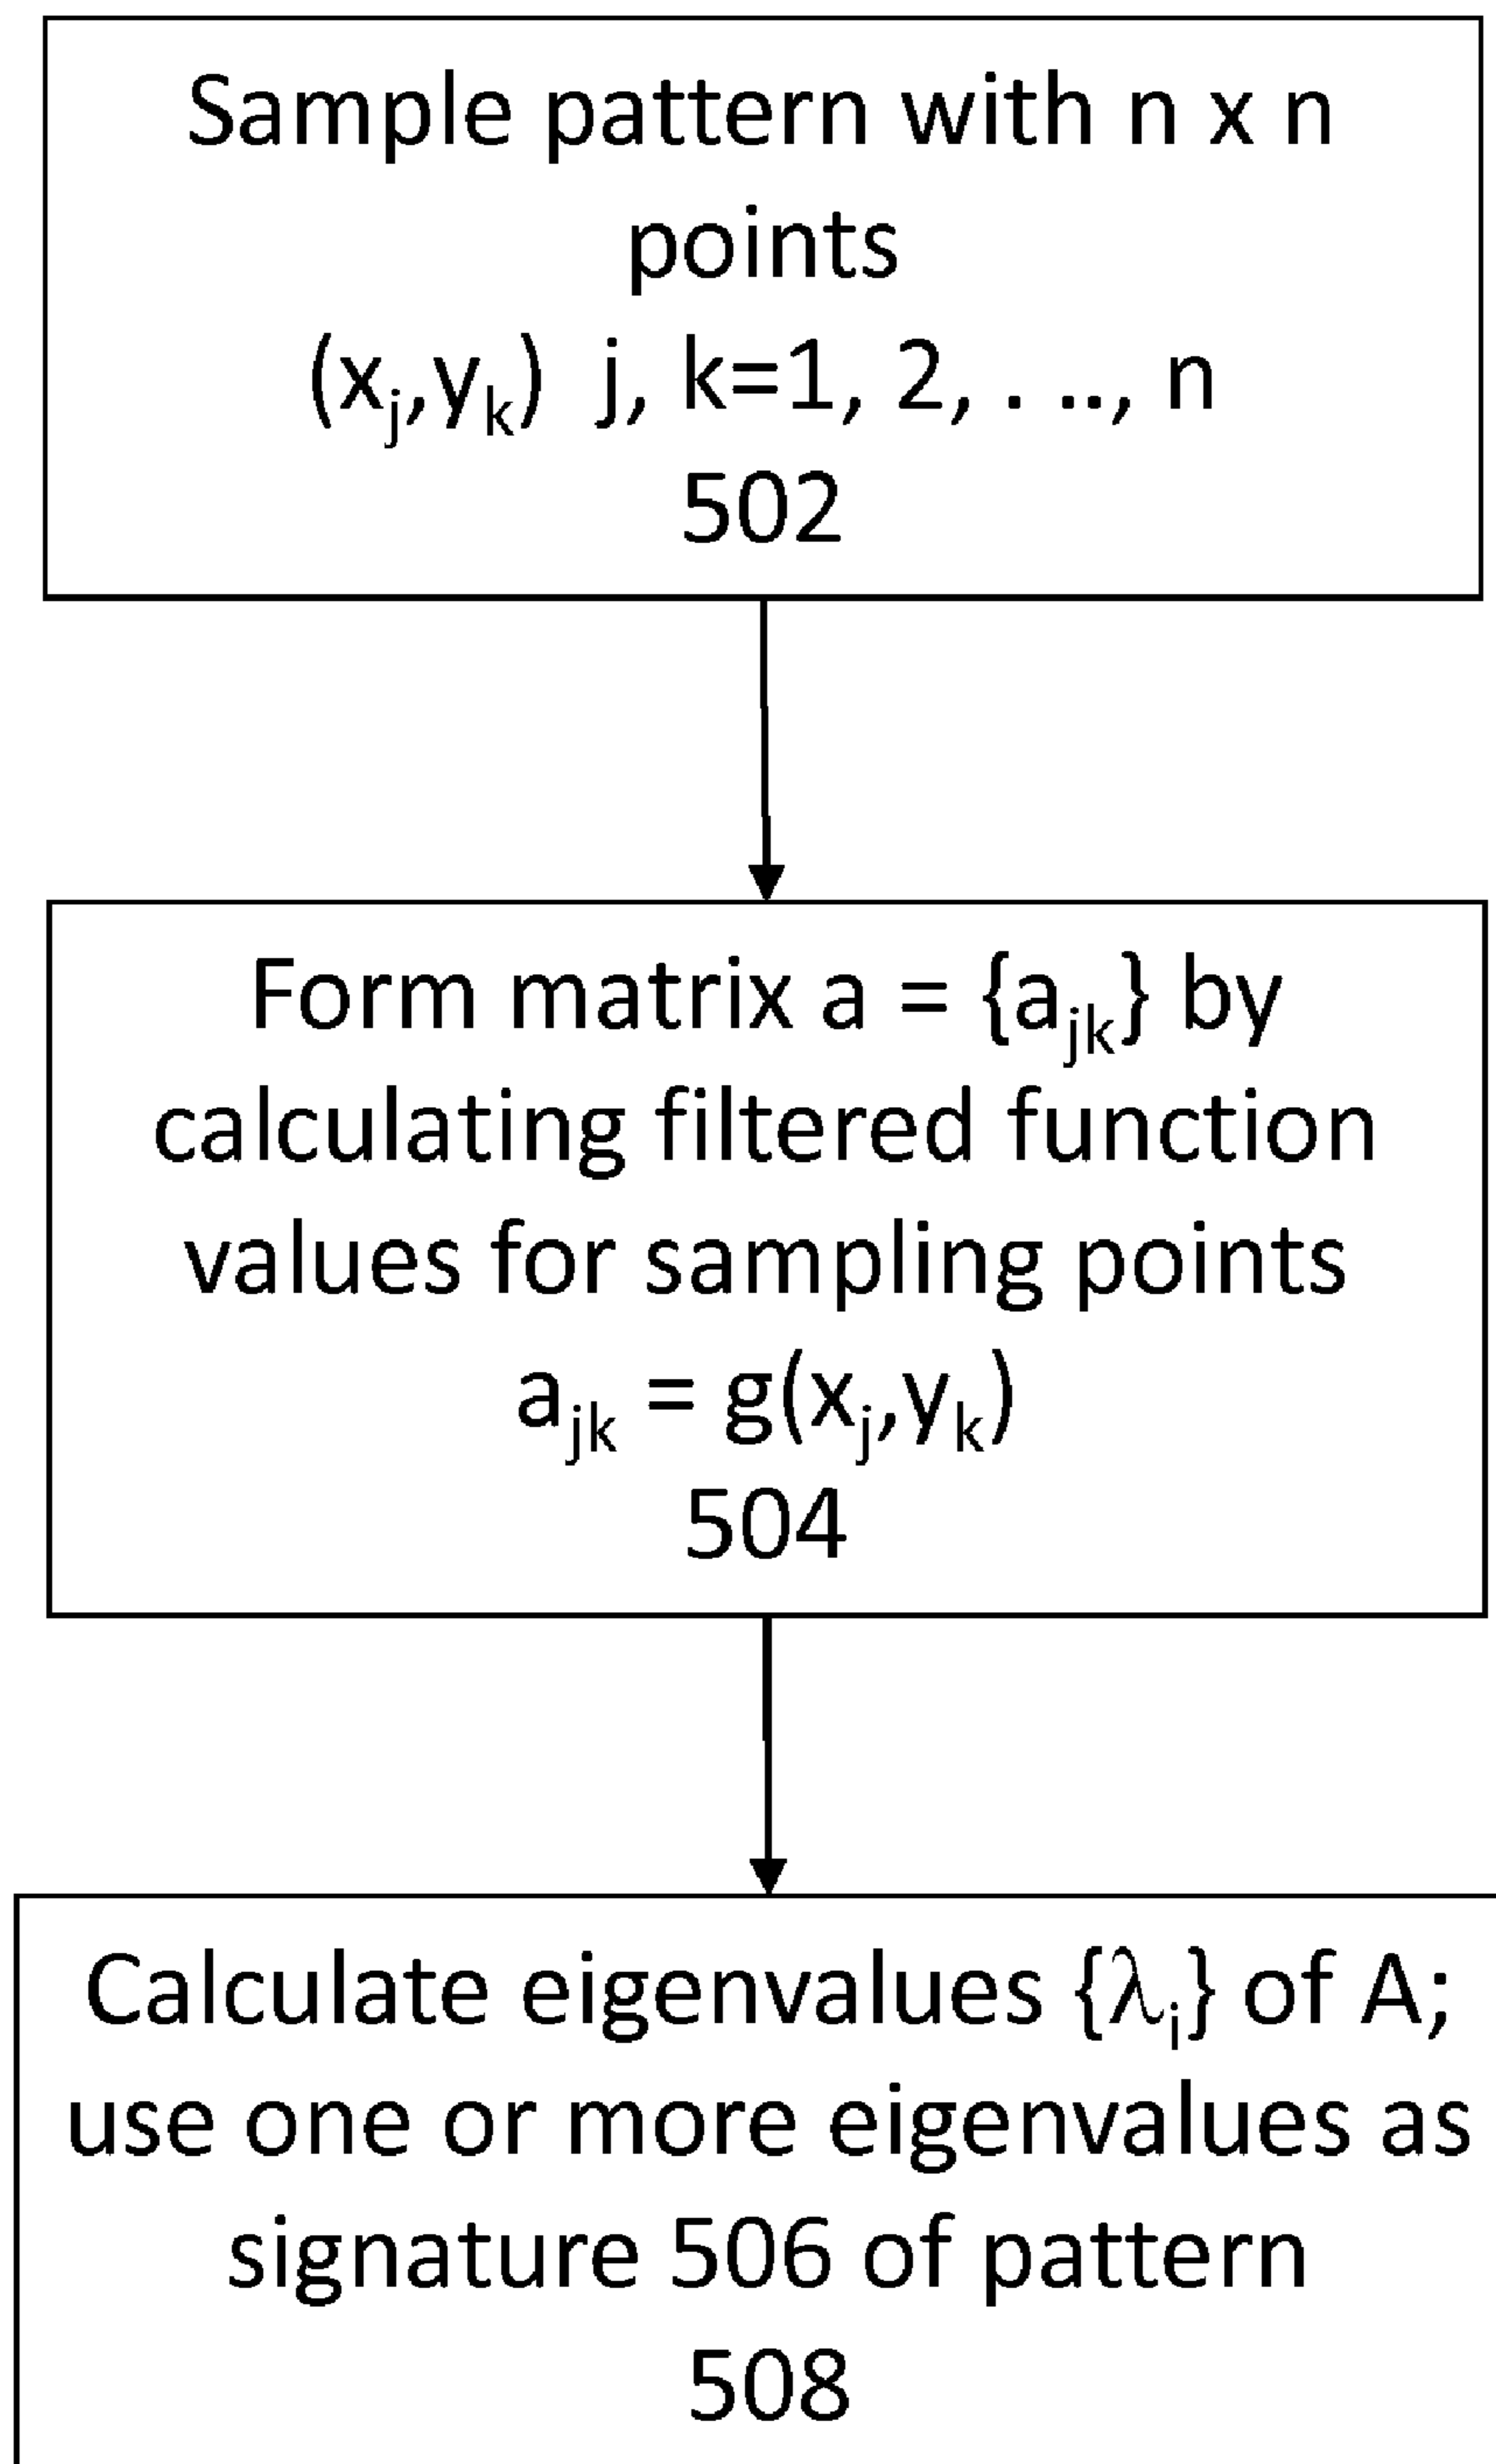 Sample pattern with n x n
points
(xj,yk) j, k=1, 2, . .., n
502
Form matrix a = {ajk} by
calculating filtered function
values for sampling points
ajk = g(xj,yk)
504
Calculate eigenvalues {λi} of A;
use one or more eigenvalues as
signature 506 of pattern
508